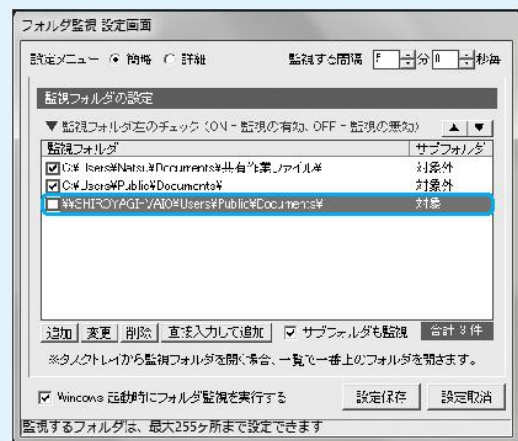 フォルダ監視 設定画面
設定メニュー 簡略 詳細 監視する間隔 分 0 秒毎
監視フォルダの設定
▼監視フォルダ左のチェック（ON - 監視の有効、OFF - 監視の無効） ▲ ▼
監視フォルダ サブフォルダ
C:¥Users¥Natsu¥Documents¥共有作業ファイル¥ 対象外
C:¥Users¥Public¥Documents¥ 対象外
¥¥SHIROYAGI-VAIO¥Users¥Public¥Documents¥ 対象
追加 変更 削除 直接入力して追加 サブフォルダも監視 合計 3 件
※タスクトレイから監視フォルダを開く場合、一覧で一番上のフォルダを開きます。
Windows 起動時にフォルダ監視を実行する 設定保存 設定取消
監視するフォルダは、最大255ヶ所まで設定できます